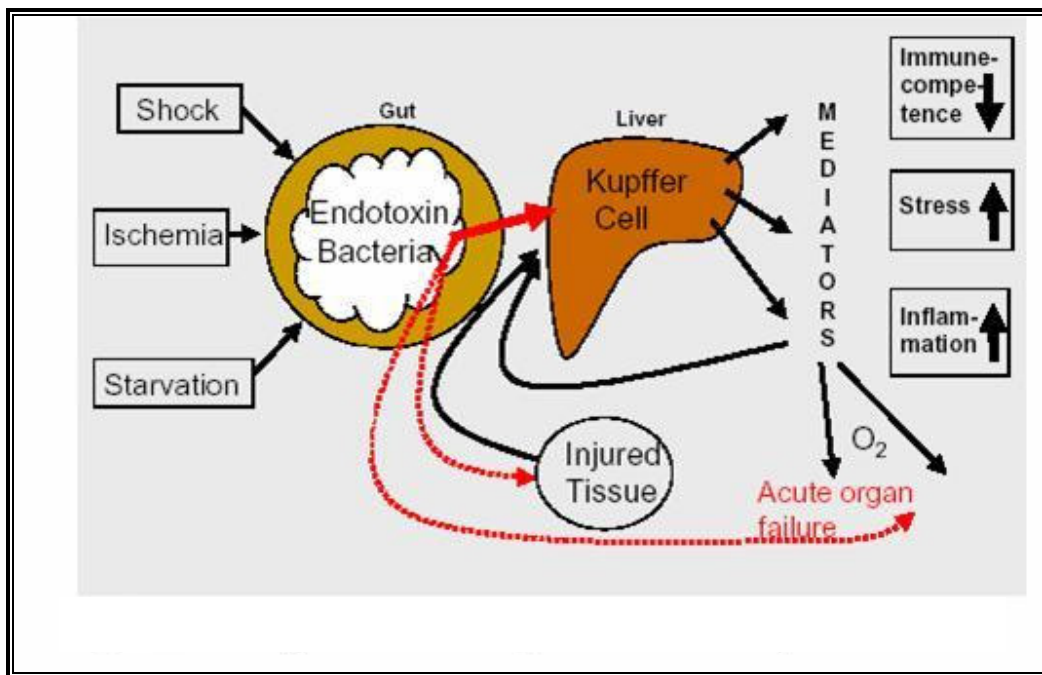 Shock
Ischemia
Starvation
Gut
Endotoxin
Bacteria
Liver
Kupffer
Cell
Injured
Tissue
MEDIATORS
O₂
Acute organ
failure
Immune-
compe-
tence
Stress
Inflam-
mation